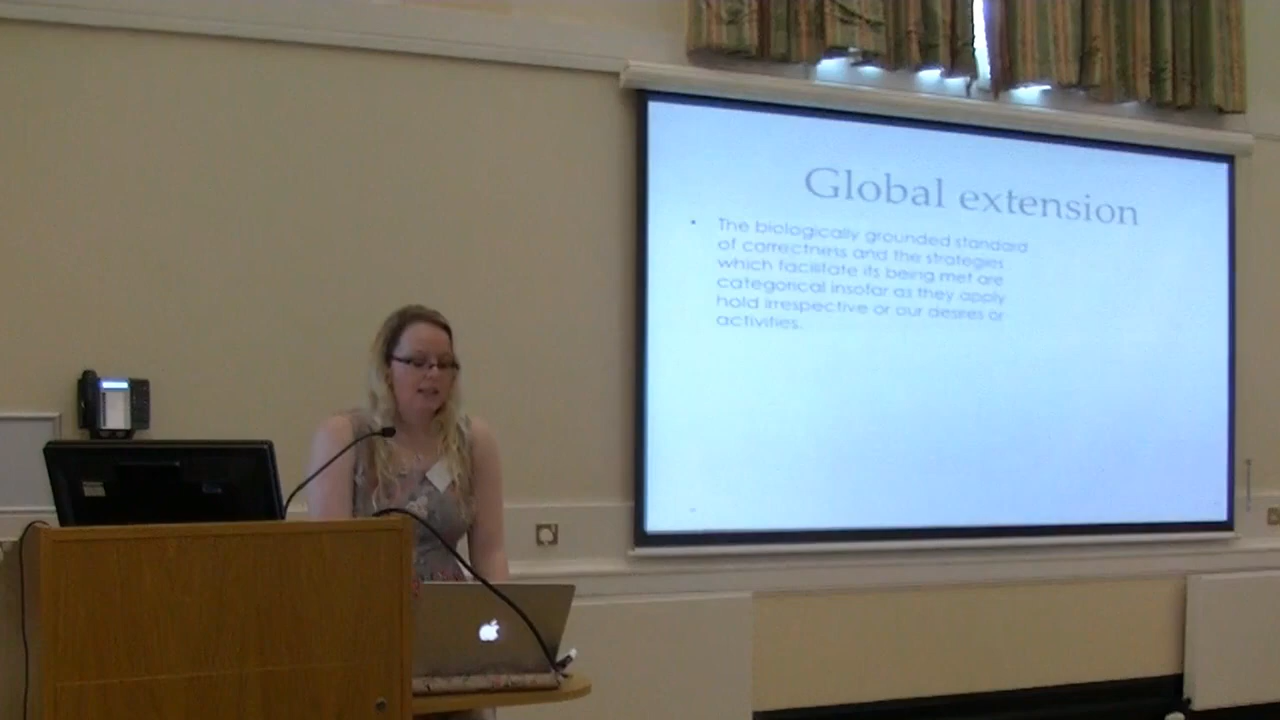 Global extension
• The biologically grounded standard
of correctness and the strategies
which facilitate its being met are
categorical insofar as they apply
hold irrespective or our desires or
activities.